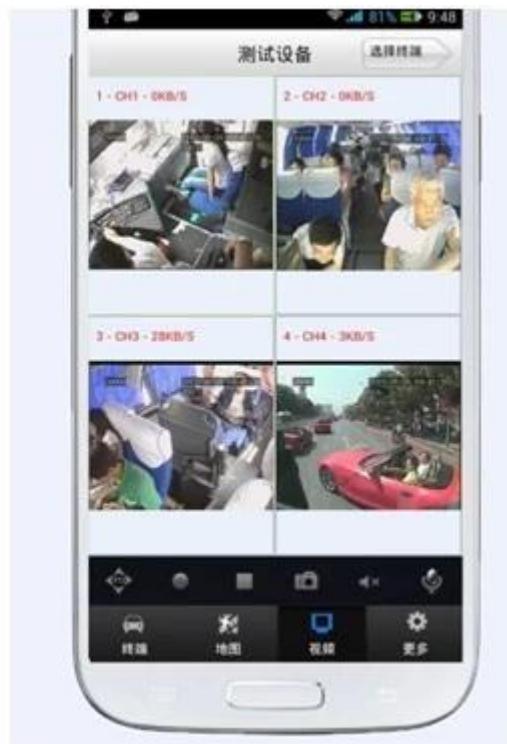 81% 9:48
测试设备
选择终端
1 - CH1 - 0KB/S
2 - CH2 - 0KB/S
3 - CH3 - 28KB/S
4 - CH4 - 3KB/S
终端
地图
视频
更多